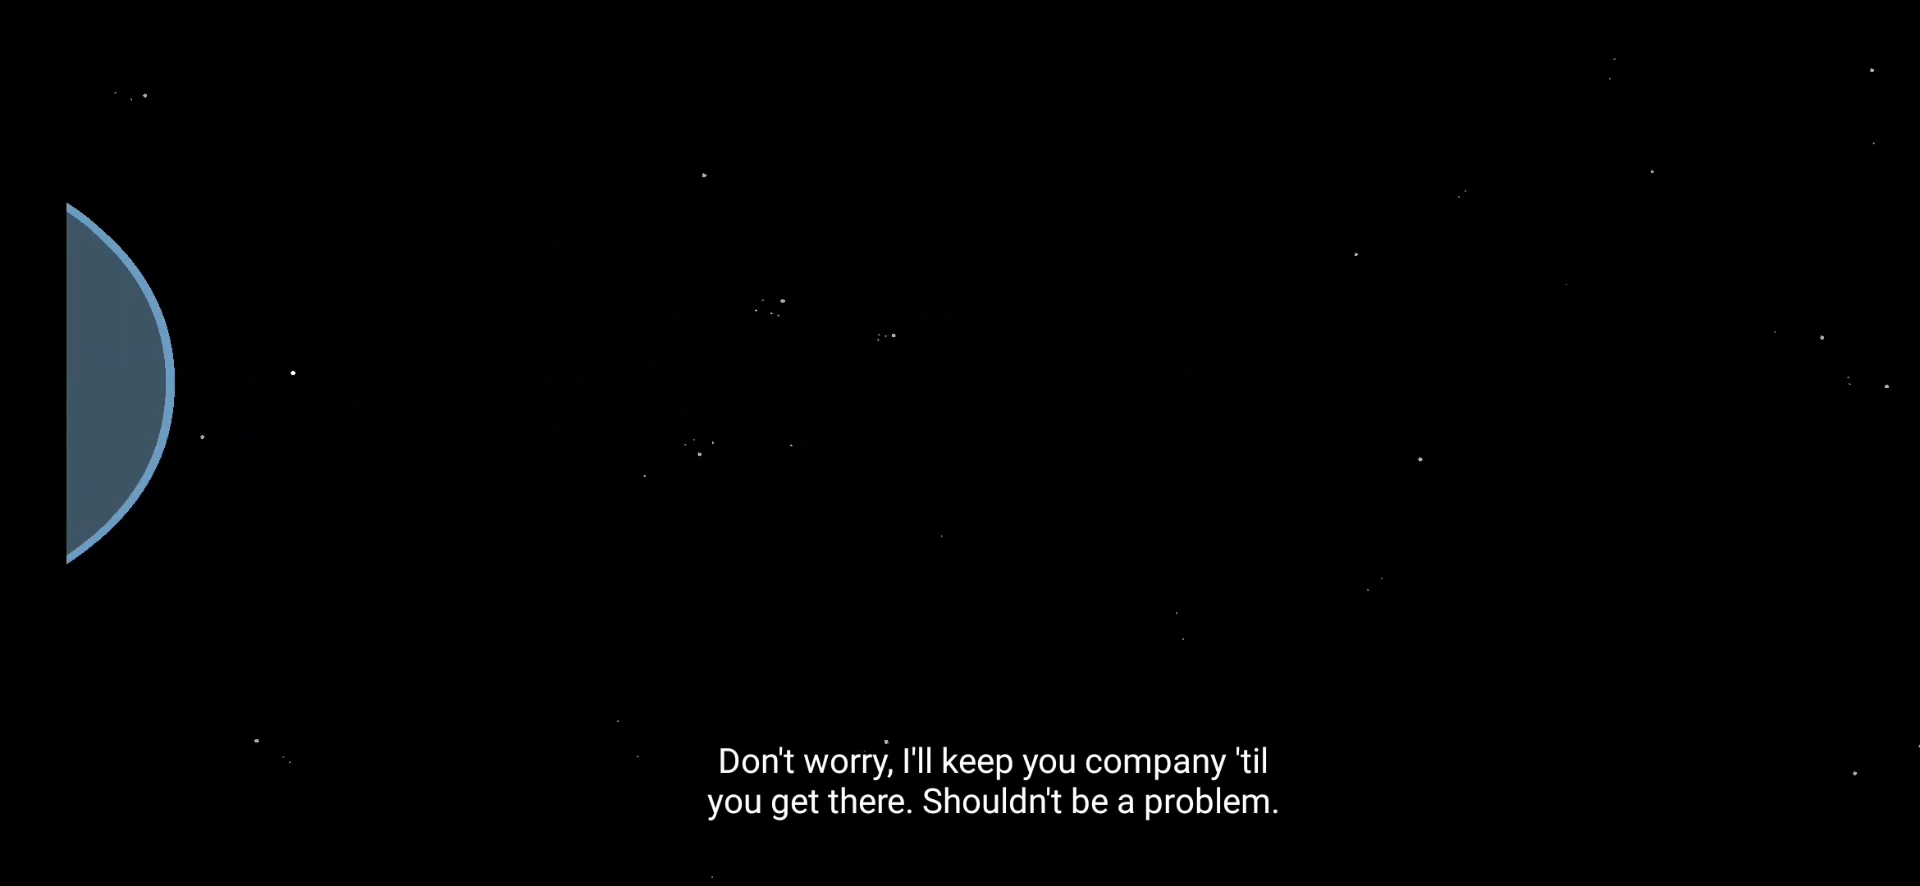 Don't worry, I'll keep you company 'til
you get there. Shouldn't be a problem.